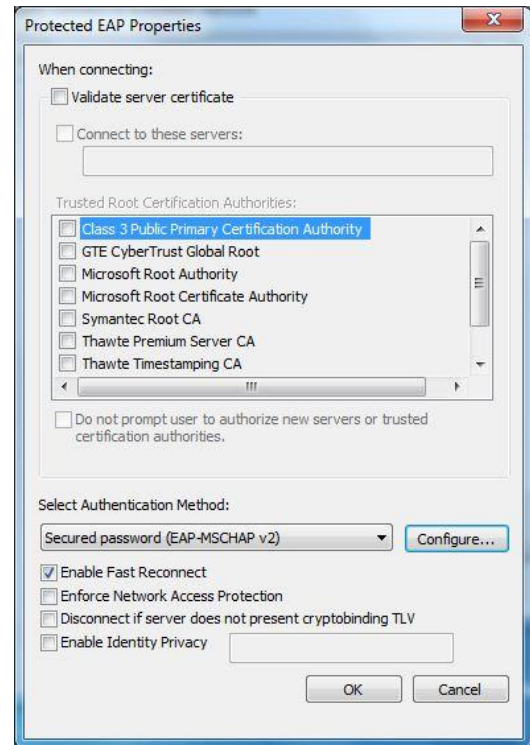 Protected EAP Properties
When connecting:
Validate server certificate
Connect to these servers:
Trusted Root Certification Authorities:
Class 3 Public Primary Certification Authority
GTE CyberTrust Global Root
Microsoft Root Authority
Microsoft Root Certificate Authority
Symantec Root CA
Thawte Premium Server CA
Thawte Timestamping CA
Do not prompt user to authorize new servers or trusted
certification authorities.
Select Authentication Method:
Secured password (EAP-MSCHAP v2) Configure...
Enable Fast Reconnect
Enforce Network Access Protection
Disconnect if server does not present cryptobinding TLV
Enable Identity Privacy
OK Cancel